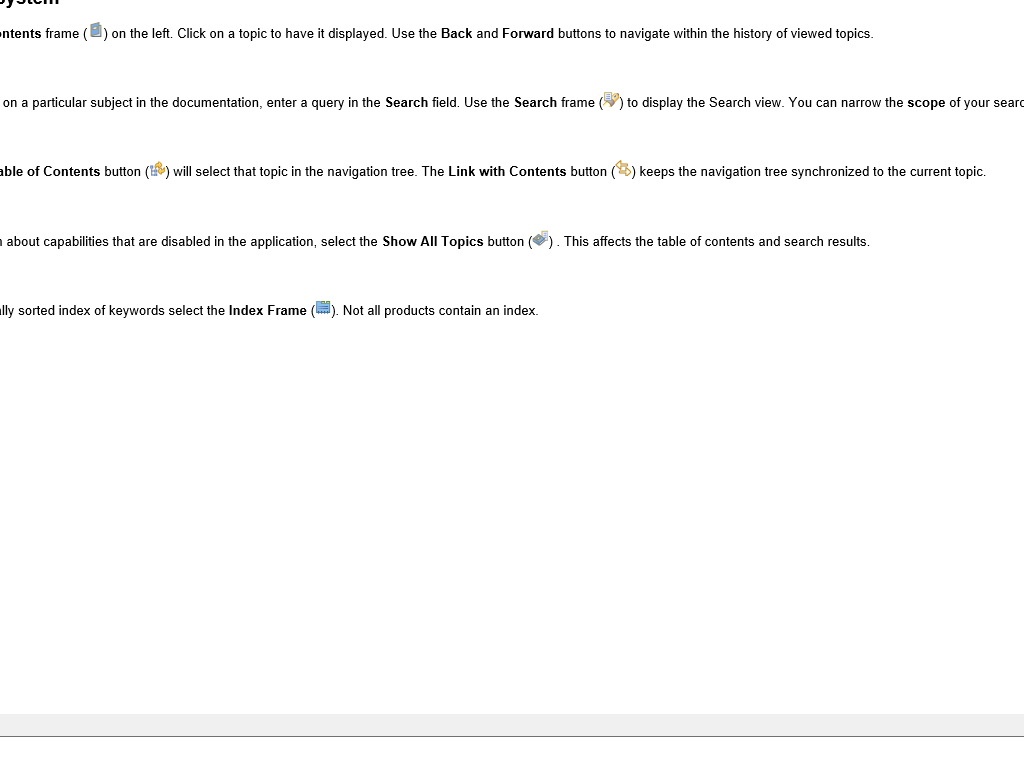 ontents frame ( ) on the left. Click on a topic to have it displayed. Use the Back and Forward buttons to navigate within the history of viewed topics.
on a particular subject in the documentation, enter a query in the Search field. Use the Search frame ( ) to display the Search view. You can narrow the scope of your searc
able of Contents button ( ) will select that topic in the navigation tree. The Link with Contents button ( ) keeps the navigation tree synchronized to the current topic.
about capabilities that are disabled in the application, select the Show All Topics button ( ) . This affects the table of contents and search results.
lly sorted index of keywords select the Index Frame ( ). Not all products contain an index.